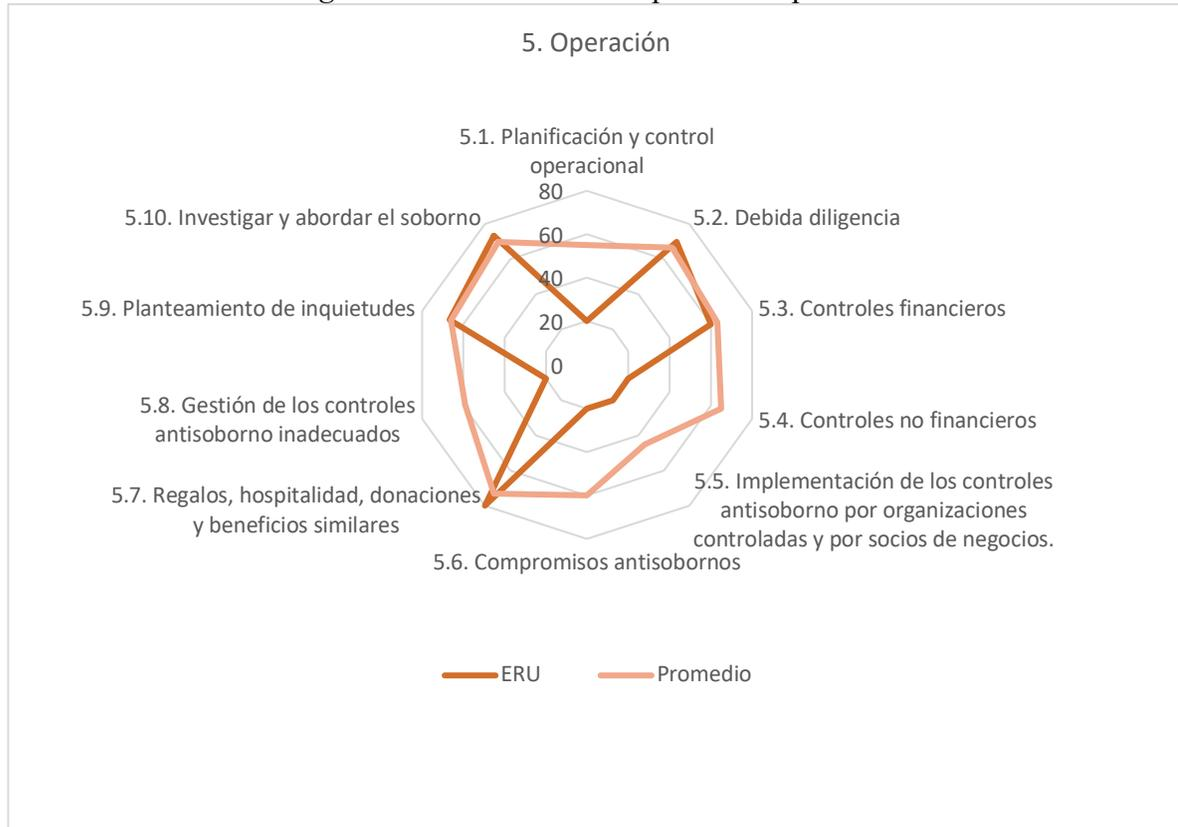 5. Operación
5.1. Planificación y control
operacional
80
60
40
20
0
5.2. Debida diligencia
5.3. Controles financieros
5.4. Controles no financieros
5.5. Implementación de los controles
antisoborno por organizaciones
controladas y por socios de negocios.
5.6. Compromisos antisobornos
5.7. Regalos, hospitalidad, donaciones
y beneficios similares
5.8. Gestión de los controles
antisoborno inadecuados
5.9. Planteamiento de inquietudes
5.10. Investigar y abordar el soborno
ERU
Promedio